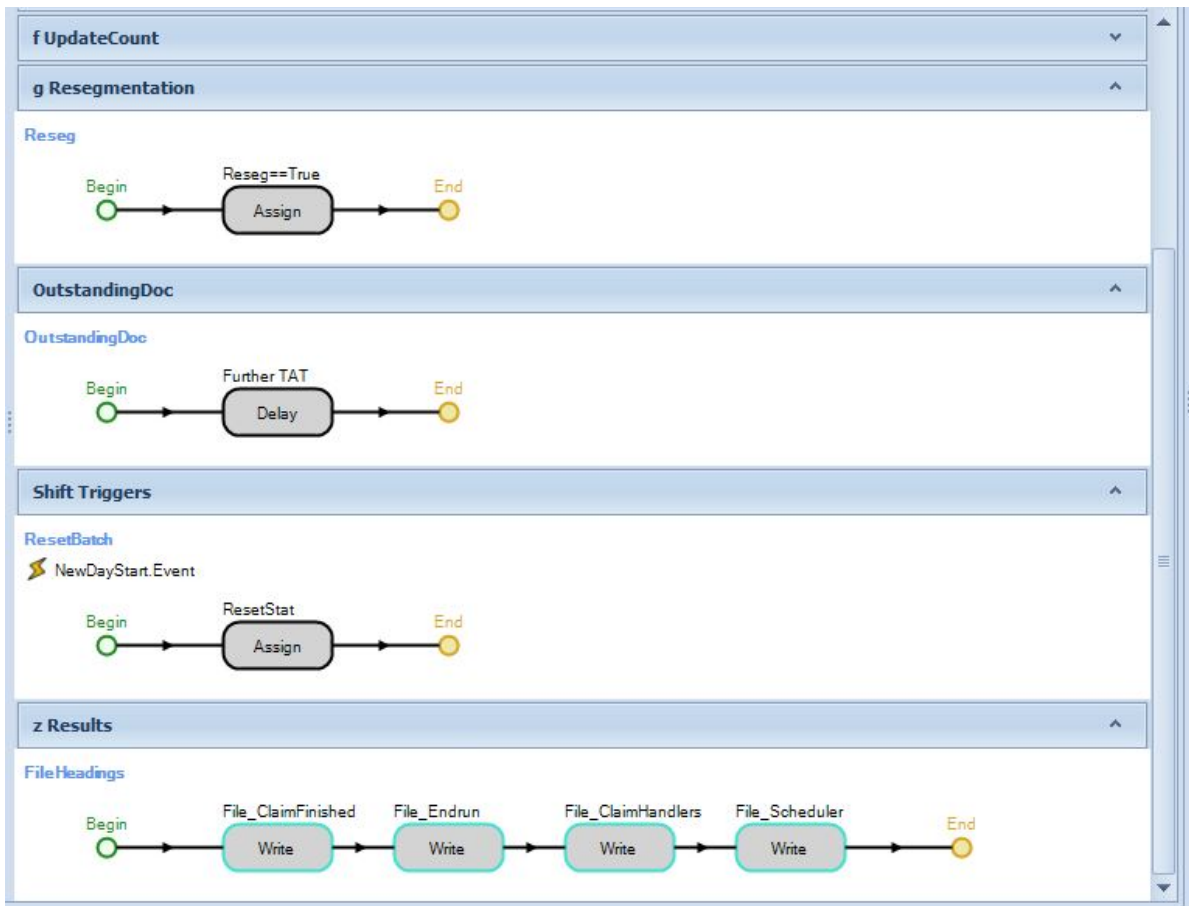 f UpdateCount
g Resegmentation
Reseg
Reseg==True
Begin
End
Assign
OutstandingDoc
OutstandingDoc
Further TAT
Begin
End
Delay
Shift Triggers
ResetBatch
NewDayStart.Event
ResetStat
Begin
End
Assign
z Results
FileHeadings
File_ClaimFinished File_Endrun File_ClaimHandlers File_Scheduler
Begin
End
Write Write Write Write